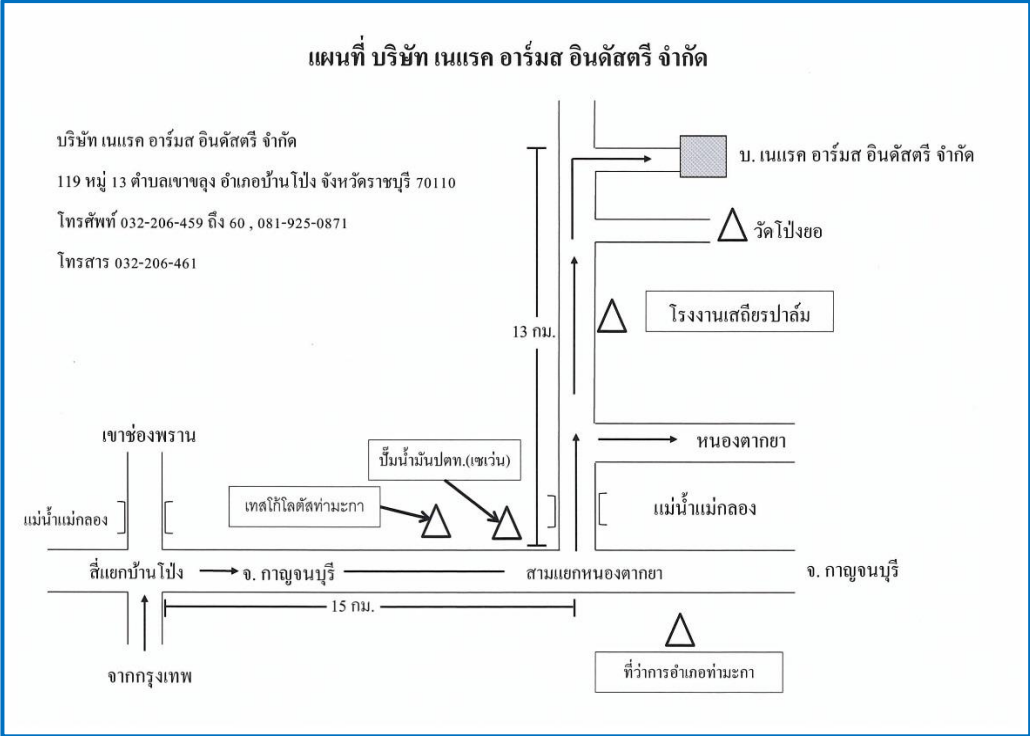 แผนที่ บริษัท เนแรค อาร์มส อินดัสตรี จำกัด
บริษัท เนแรค อาร์มส อินดัสตรี จำกัด
119 หมู่ 13 ตำบลเขาขลุง อำเภอบ้านโป่ง จังหวัดราชบุรี 70110
โทรศัพท์ 032-206-459 ถึง 60 , 081-925-0871
โทรสาร 032-206-461
บ. เนแรค อาร์มส อินดัสตรี จำกัด
วัดโป่งยอ
โรงงานเสถียรปาล์ม
13 กม.
เขาช่องพราน
หนองตากยา
ปั๊มน้ำมันปตท.(เซเว่น)
เทสโก้โลตัสท่ามะกา
แม่น้ำแม่กลอง
แม่น้ำแม่กลอง
สี่แยกบ้านโป่ง
จ. กาญจนบุรี
สามแยกหนองตากยา
จ. กาญจนบุรี
15 กม.
จากกรุงเทพ
ที่ว่าการอำเภอท่ามะกา